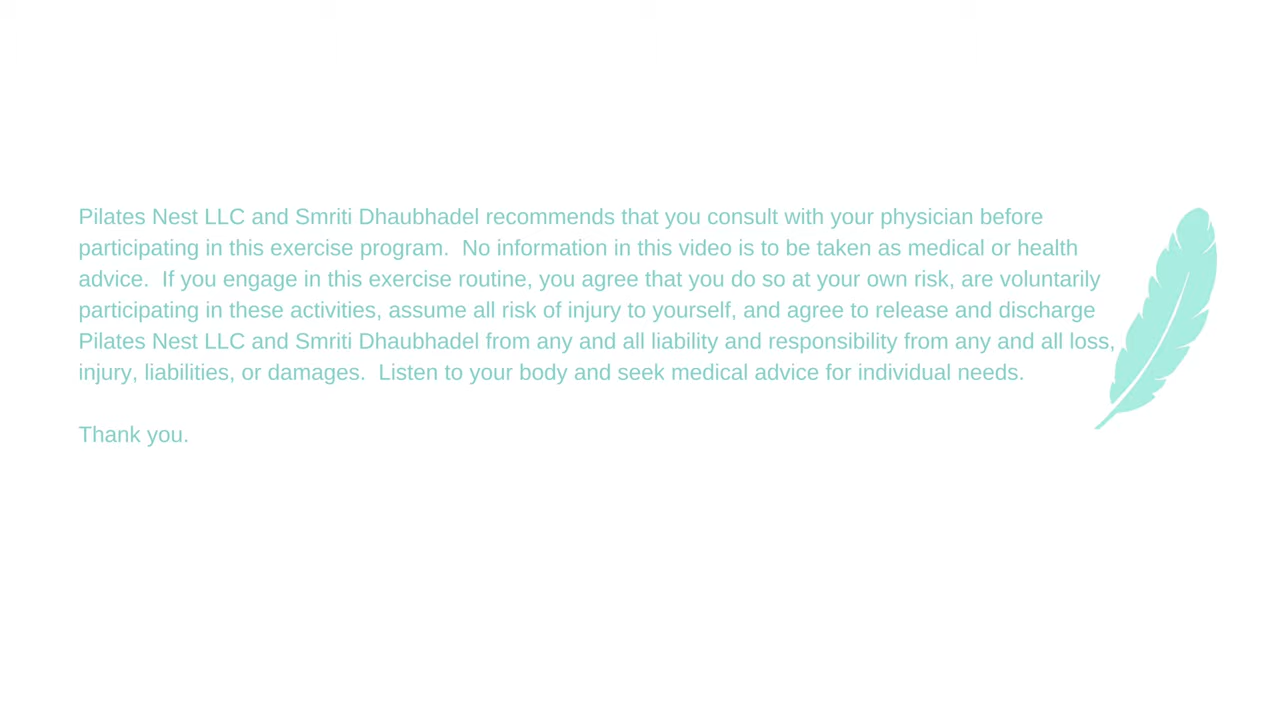 Pilates Nest LLC and Smriti Dhaubhadel recommends that you consult with your physician before
participating in this exercise program.  No information in this video is to be taken as medical or health
advice.  If you engage in this exercise routine, you agree that you do so at your own risk, are voluntarily
participating in these activities, assume all risk of injury to yourself, and agree to release and discharge
Pilates Nest LLC and Smriti Dhaubhadel from any and all liability and responsibility from any and all loss,
injury, liabilities, or damages.  Listen to your body and seek medical advice for individual needs.
Thank you.